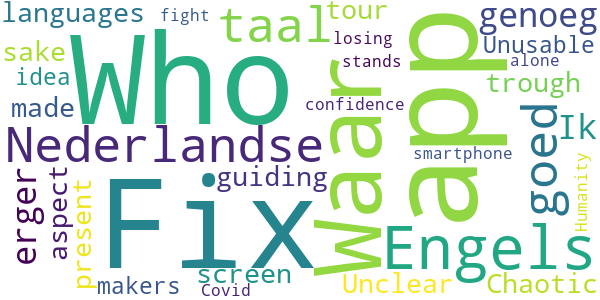 languages
fight
tour
genoeg
Who
taal
losing
Unusable
sake
stands
alone
idea
Waar
app
trough
made
confidence
Ik
Nederlandse
goed
smartphone
erger
aspect
guiding
Humanity
Fix
Engels
present
screen
makers
Covid
Unclear
Chaotic